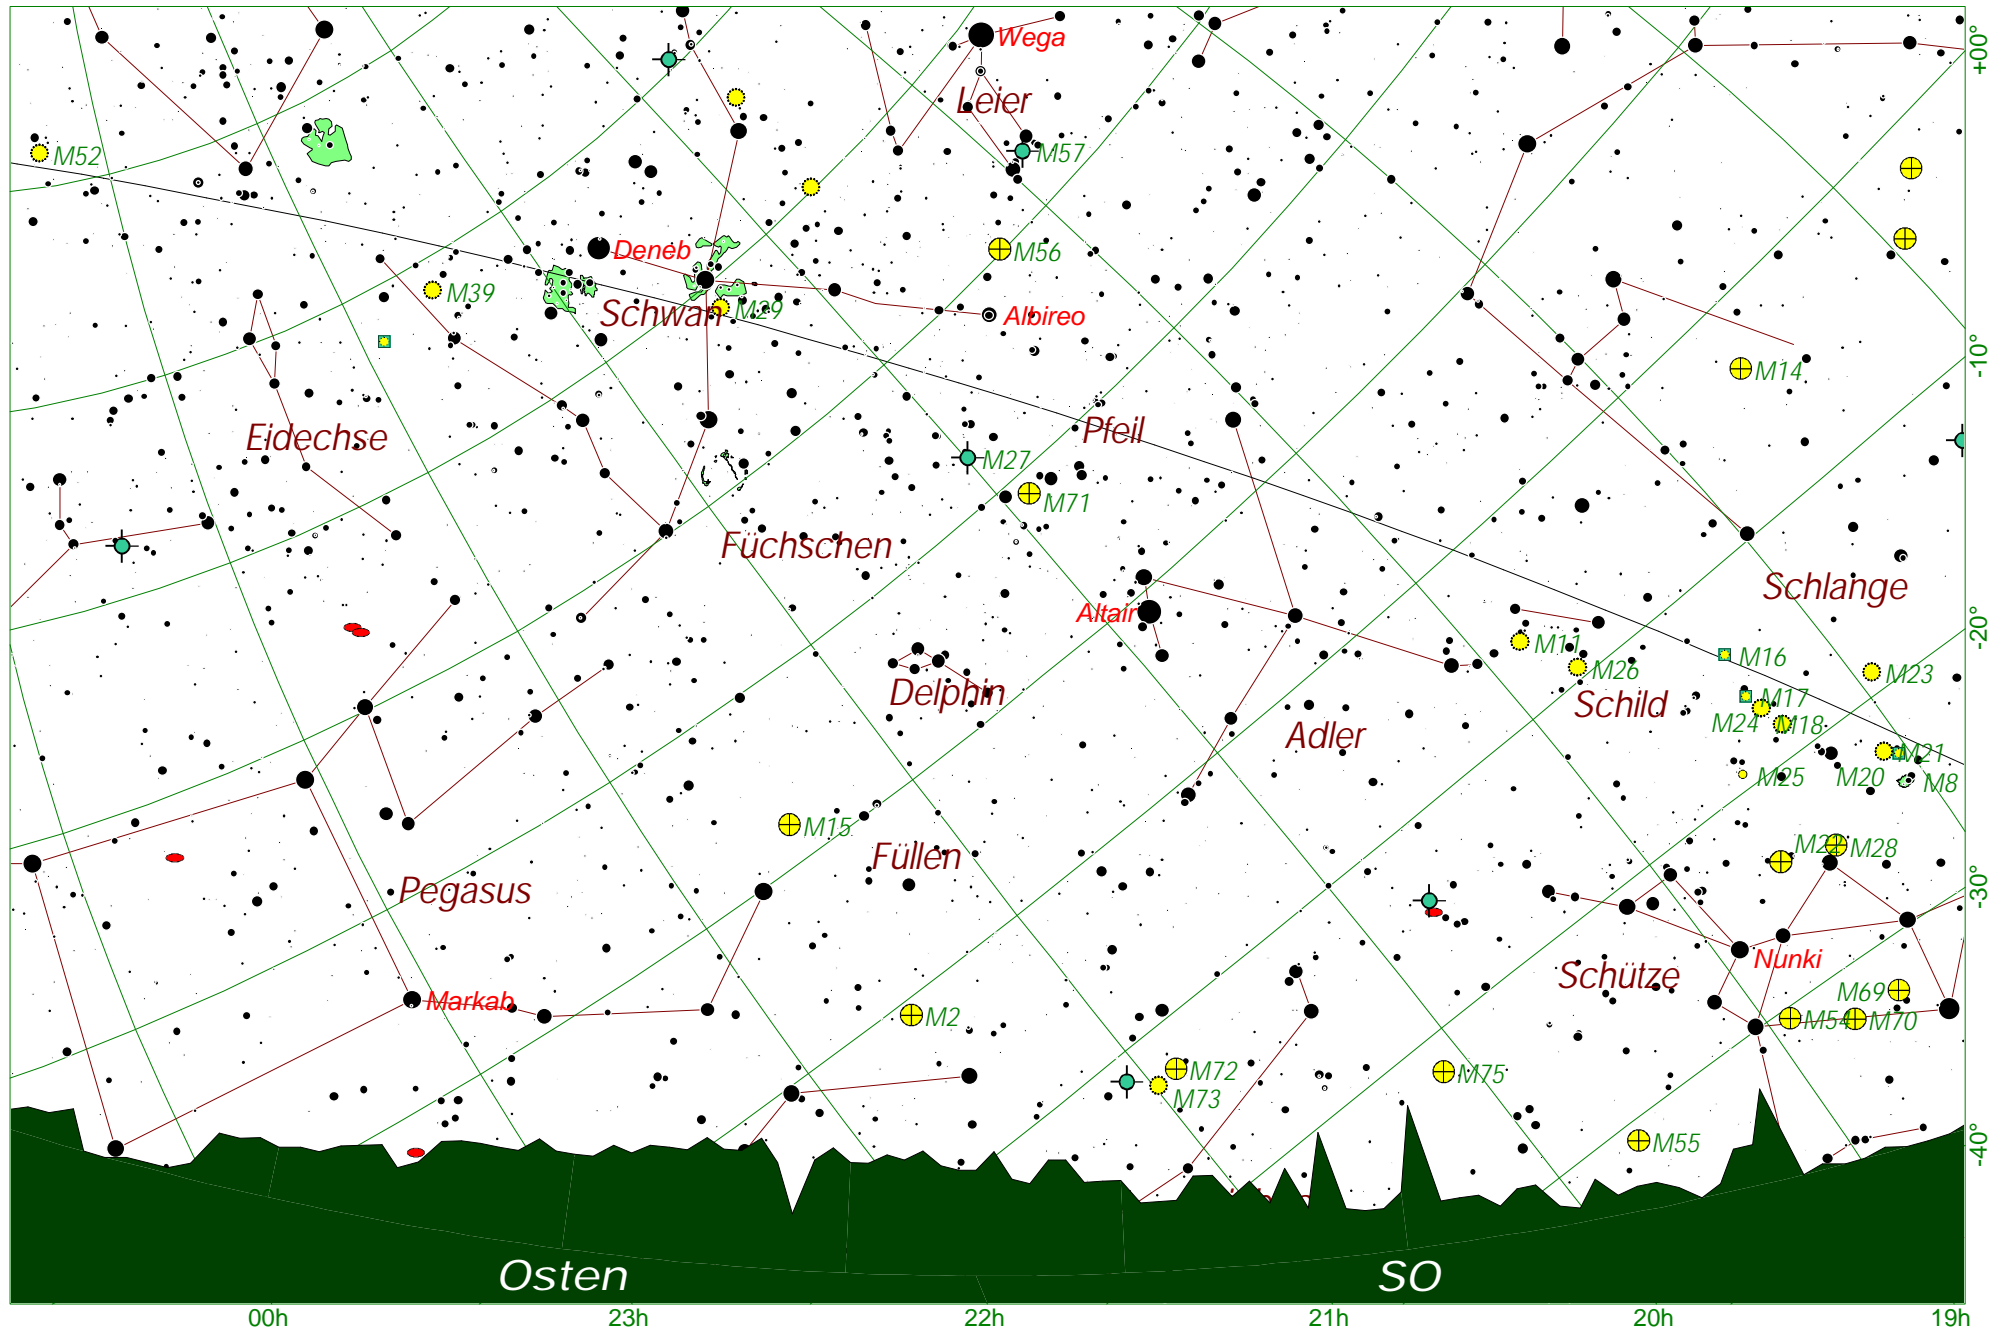 Wega
+00°
Leier
M52
M57
Deneb
M56
M39
Schwan
M29
Albireo
-10°
M14
Eidechse
Pfeil
M27
M71
Füchschen
Schlange
Altair
-20°
M11
M16
M26
M23
Delphin
Schild
M17
M24
M18
Adler
M21
M25
M20
M8
M15
M22
M28
Füllen
Pegasus
-30°
Nunki
Schütze
Markab
M69
M2
M54
M70
M72
M75
M73
M55
-40°
Osten
SO
00h
23h
22h
21h
20h
19h